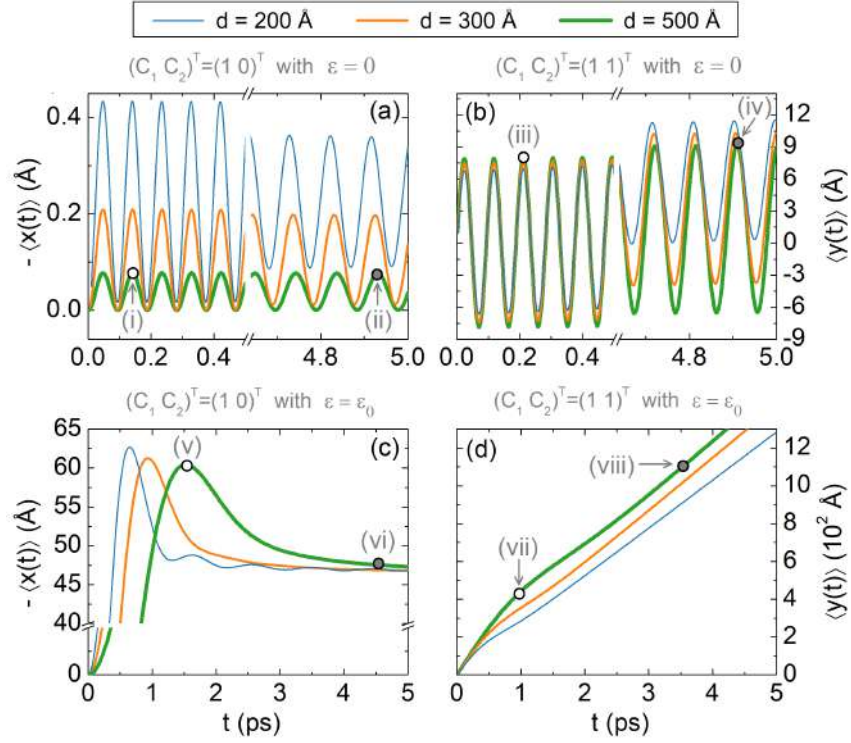 d = 200 Å d = 300 Å d = 500 Å
(C₁ C₂)ᵀ=(1 0)ᵀ with ε = 0
(C₁ C₂)ᵀ=(1 1)ᵀ with ε = 0
- ⟨x(t)⟩ (Å)
0.4
0.2
0.0
(a)
(i)
(ii)
0.0 0.2 0.4 4.8 5.0
(b)
(iii)
(iv)
12
9
6
3
0
-3
-6
-9
⟨y(t)⟩ (Å)
0.0 0.2 0.4 4.8 5.0
(C₁ C₂)ᵀ=(1 0)ᵀ with ε = ε₀
(C₁ C₂)ᵀ=(1 1)ᵀ with ε = ε₀
- ⟨x(t)⟩ (Å)
65
60
55
50
45
40
0
(c)
(v)
(vi)
0 1 2 3 4 5
t (ps)
(d)
(vii)
(viii)
12
10
8
6
4
2
0
⟨y(t)⟩ (10² Å)
0 1 2 3 4 5
t (ps)